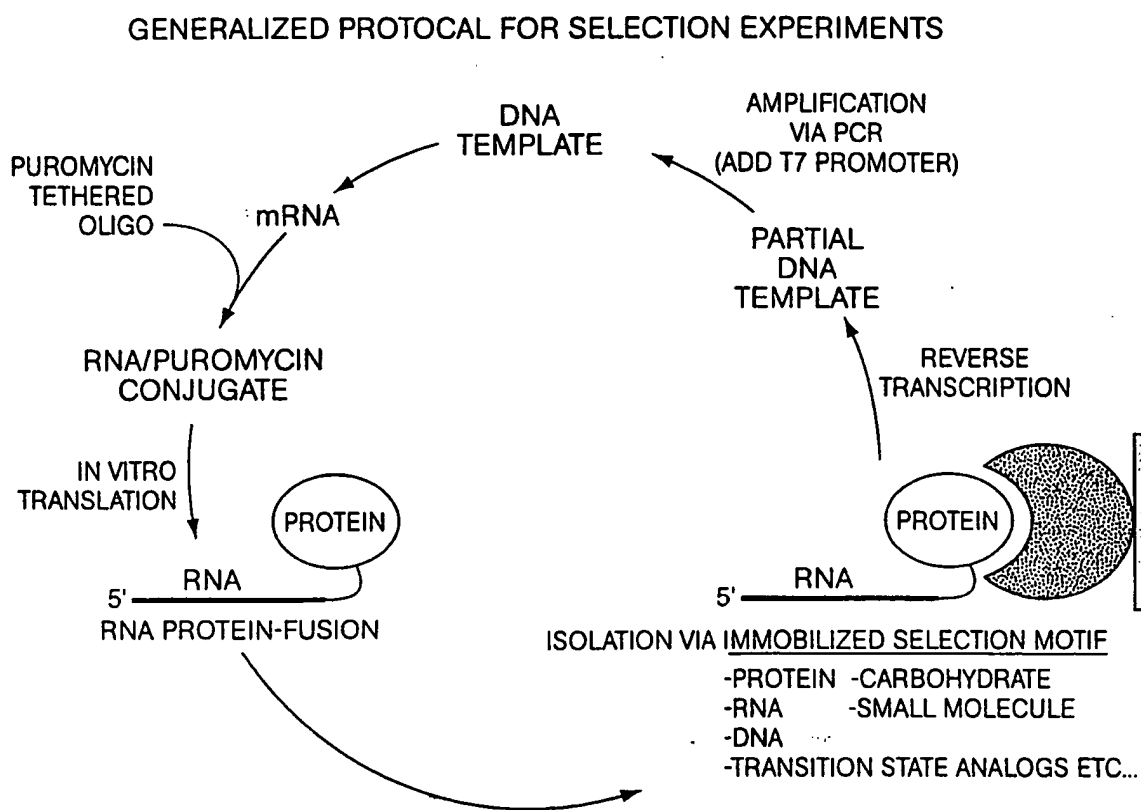 GENERALIZED PROTOCAL FOR SELECTION EXPERIMENTS
DNA
TEMPLATE
AMPLIFICATION
VIA PCR
(ADD T7 PROMOTER)
PUROMYCIN
TETHERED
OLIGO
mRNA
PARTIAL
DNA
TEMPLATE
RNA/PUROMYCIN
CONJUGATE
REVERSE
TRANSCRIPTION
IN VITRO
TRANSLATION
PROTEIN
RNA
5'
RNA PROTEIN-FUSION
PROTEIN
RNA
5'
ISOLATION VIA IMMOBILIZED SELECTION MOTIF
-PROTEIN -CARBOHYDRATE
-RNA -SMALL MOLECULE
-DNA
-TRANSITION STATE ANALOGS ETC...